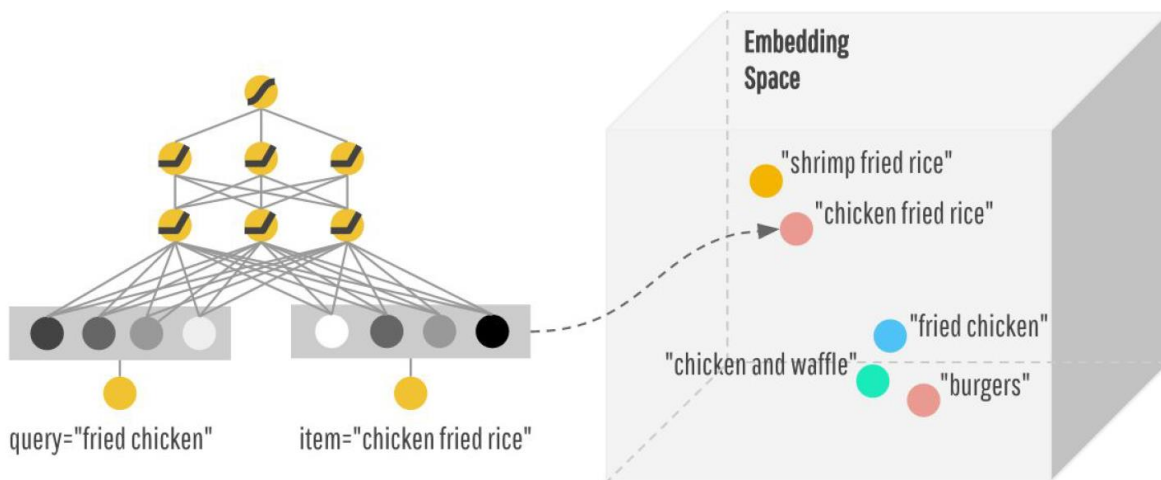 Embedding
Space
"shrimp fried rice"
"chicken fried rice"
"fried chicken"
"chicken and waffle"
"burgers"
query="fried chicken"
item="chicken fried rice"